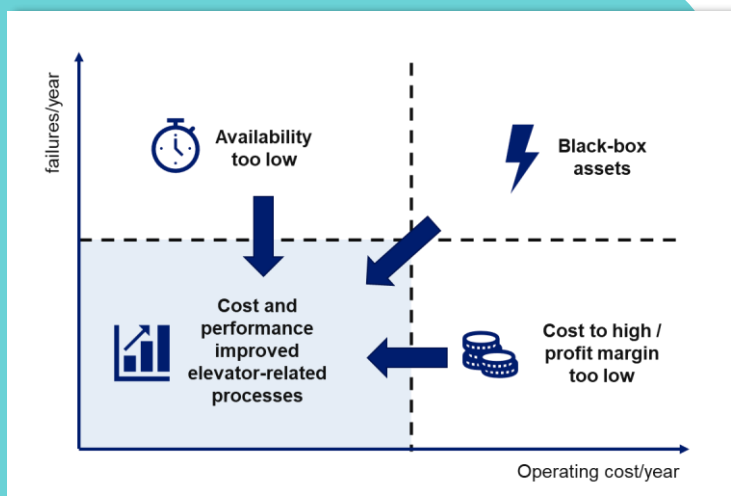 failures/year
Availability
too low
Black-box
assets
Cost and
performance
improved
elevator-related
processes
Cost to high /
profit margin
too low
Operating cost/year